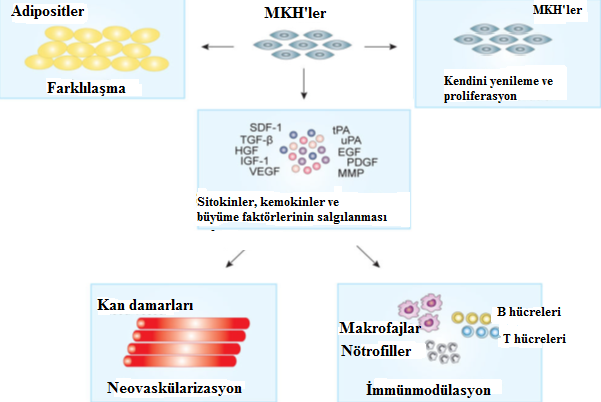 Adipositler
Farklılaşma
MKH'ler
MKH'ler
Kendini yenileme ve
proliferasyon
SDF-1
TGF-β
HGF
IGF-1
VEGF
tPA
uPA
EGF
PDGF
MMP
Sitokinler, kemokinler ve
büyüme faktörlerinin salgılanması
Kan damarları
Neovaskülarizasyon
Makrofajlar
Nötrofiller
B hücreleri
T hücreleri
İmmünmodülasyon